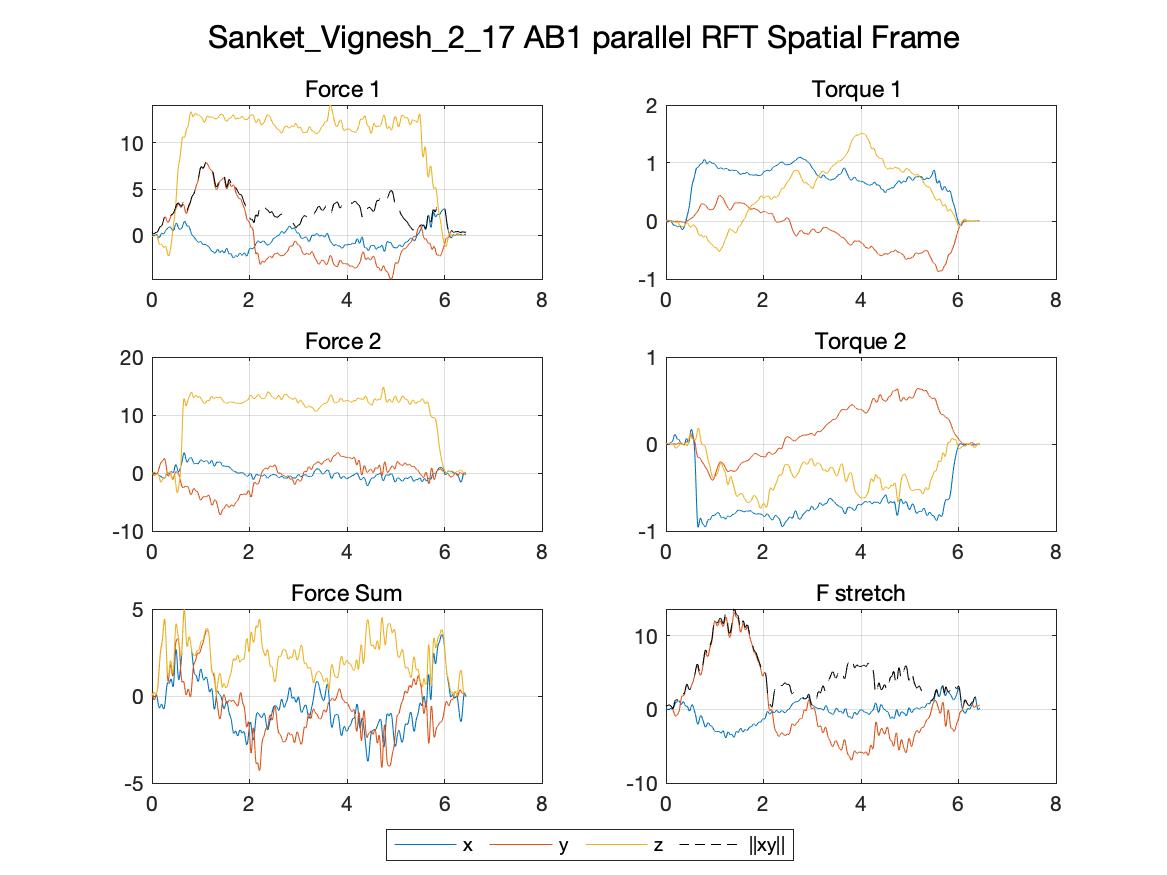 Sanket_Vignesh_2_17 AB1 parallel RFT Spatial Frame
Force 1
10
5
0
0 2 4 6 8
Torque 1
2
1
0
-1
0 2 4 6 8
Force 2
20
10
0
-10
0 2 4 6 8
Torque 2
1
0
-1
0 2 4 6 8
Force Sum
5
0
-5
0 2 4 6 8
F stretch
10
0
-10
0 2 4 6 8
x y z ||xy||